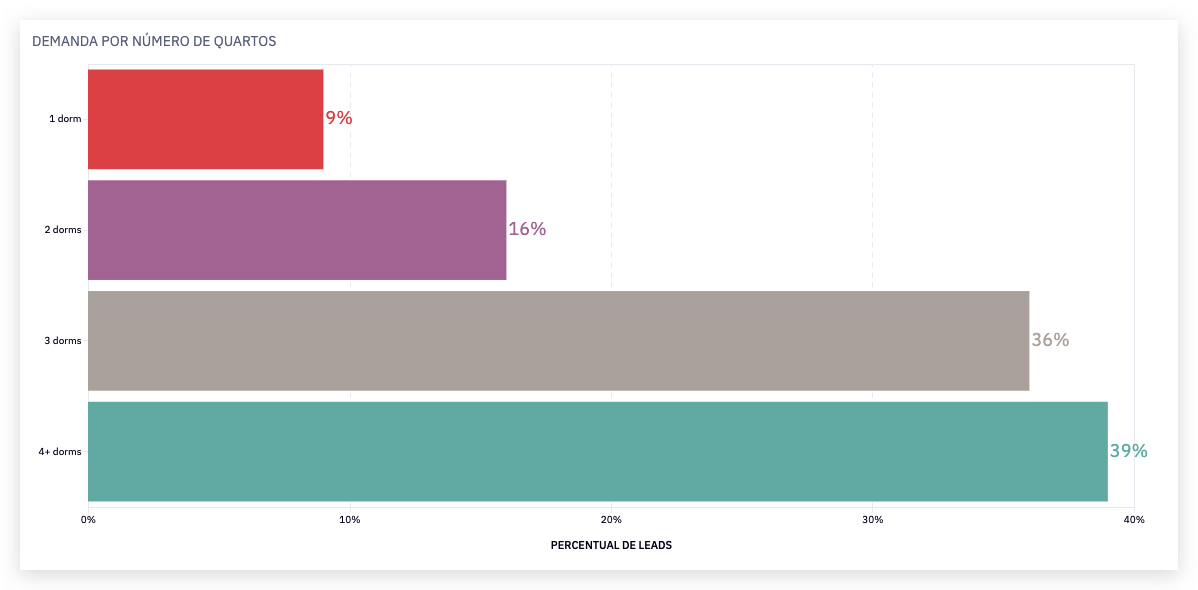 DEMANDA POR NÚMERO DE QUARTOS
1 dorm
9%
2 dorms
16%
3 dorms
36%
4+ dorms
39%
0%
10%
20%
30%
40%
PERCENTUAL DE LEADS